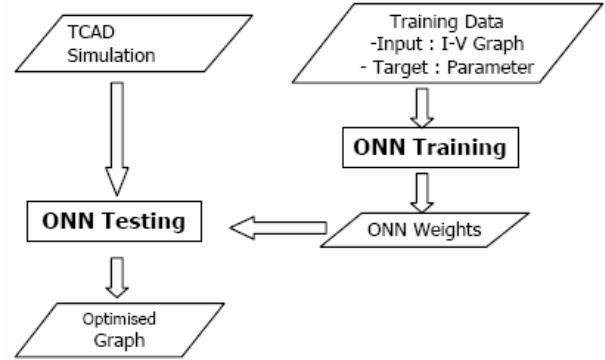 TCAD
Simulation
Training Data
-Input : I-V Graph
- Target : Parameter
ONN Training
ONN Testing
ONN Weights
Optimised
Graph